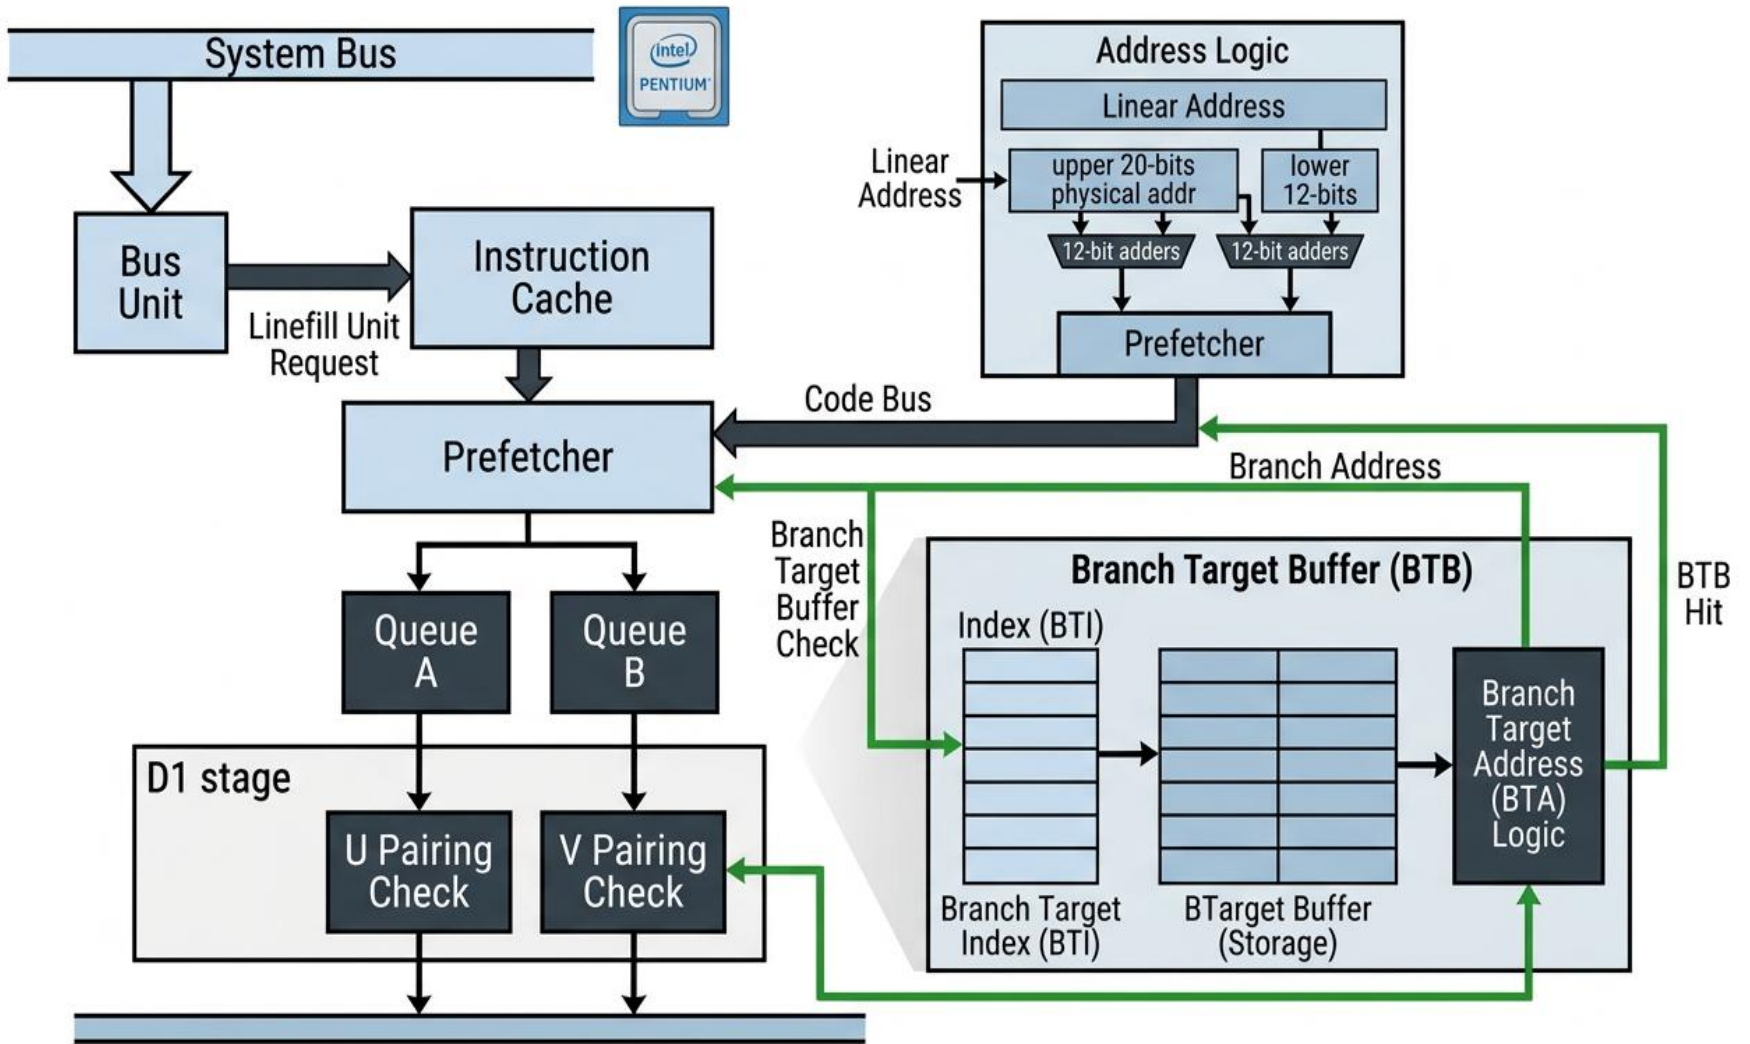 System Bus
intel
PENTIUM
Address Logic
Linear Address
Linear
Address
upper 20-bits
physical addr
lower
12-bits
12-bit adders
12-bit adders
Prefetcher
Bus
Unit
Linefill Unit
Request
Instruction
Cache
Code Bus
Prefetcher
Branch Address
Branch
Target
Buffer
Check
BTB
Hit
Queue
A
Queue
B
Branch Target Buffer (BTB)
Index (BTI)
Branch
Target
Address
(BTA)
Logic
Branch Target
Index (BTI)
BTarget Buffer
(Storage)
D1 stage
U Pairing
Check
V Pairing
Check